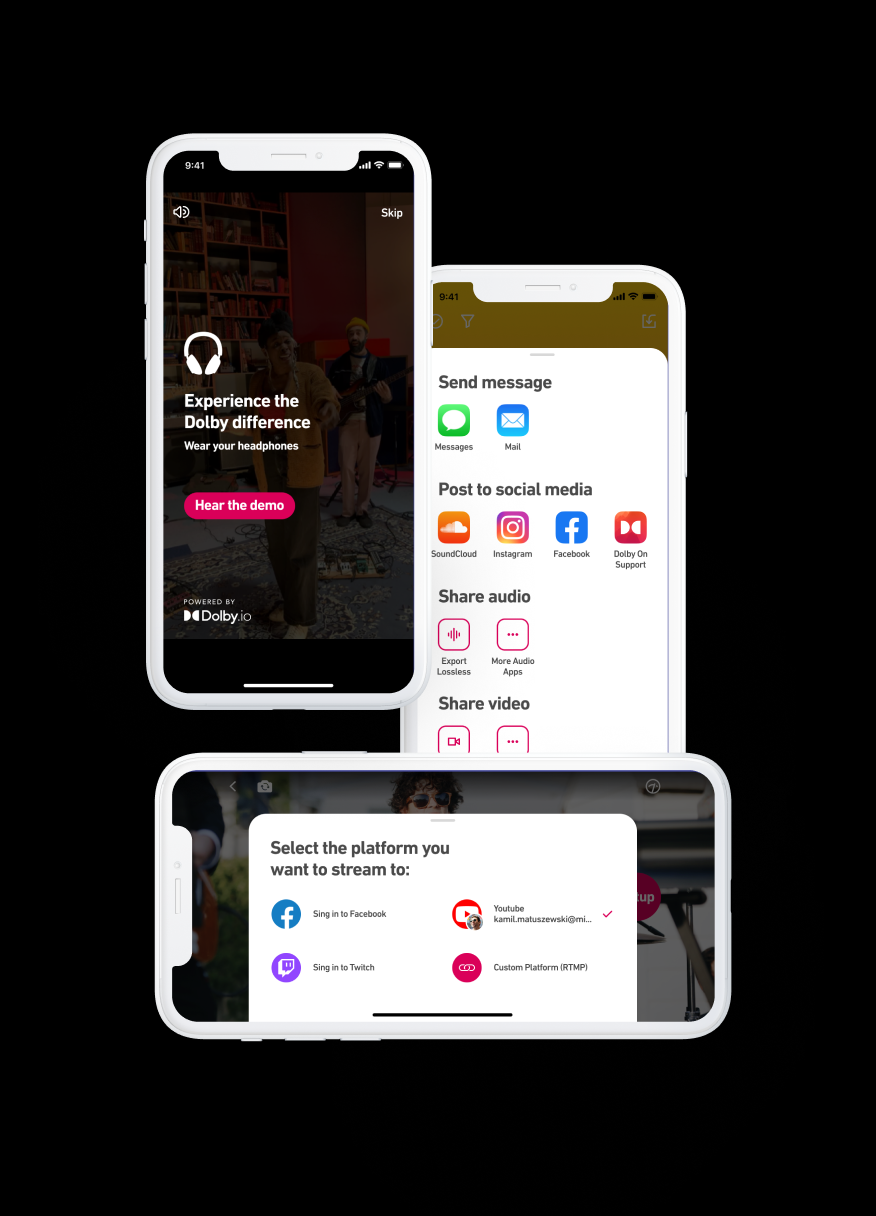 9:41
Skip
Experience the
Dolby difference
Wear your headphones
Hear the demo
POWERED BY
Dolby.io
9:41
Send message
Messages
Mail
Post to social media
SoundCloud
Instagram
Facebook
Dolby On
Support
Share audio
Export
Lossless
More Audio
Apps
Share video
Select the platform you
want to stream to:
Sing in to Facebook
Youtube
kamil.matuszewski@mi...
Sing in to Twitch
Custom Platform (RTMP)
tup